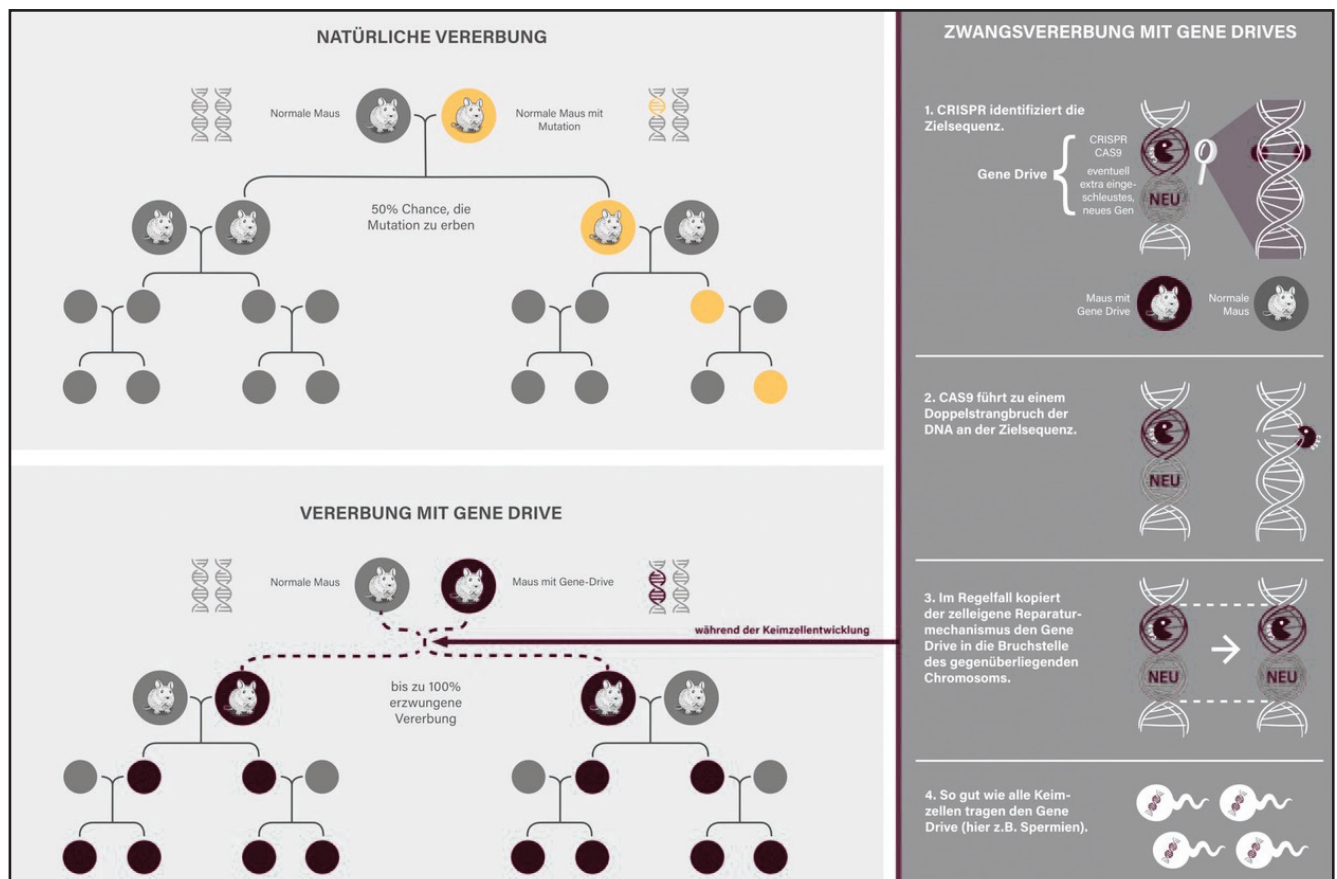 NATÜRLICHE VERERBUNG
Normale Maus
Normale Maus mit
Mutation
50% Chance, die
Mutation zu erben
VERERBUNG MIT GENE DRIVE
Normale Maus
Maus mit Gene-Drive
während der Keimzellentwicklung
bis zu 100%
erzwungene
Vererbung
ZWANGSVERERBUNG MIT GENE DRIVES
1. CRISPR identifiziert die
Zielsequenz.
Gene Drive
CRISPR
CAS9
eventuell
extra einge-
schleustes,
neues Gen
NEU
Maus mit
Gene Drive
Normale
Maus
2. CAS9 führt zu einem
Doppelstrangbruch der
DNA an der Zielsequenz.
NEU
3. Im Regelfall kopiert
der zelleigene Reparatur-
mechanismus den Gene
Drive in die Bruchstelle
des gegenüberliegenden
Chromosoms.
NEU
NEU
4. So gut wie alle Keim-
zellen tragen den Gene
Drive (hier z.B. Spermien).